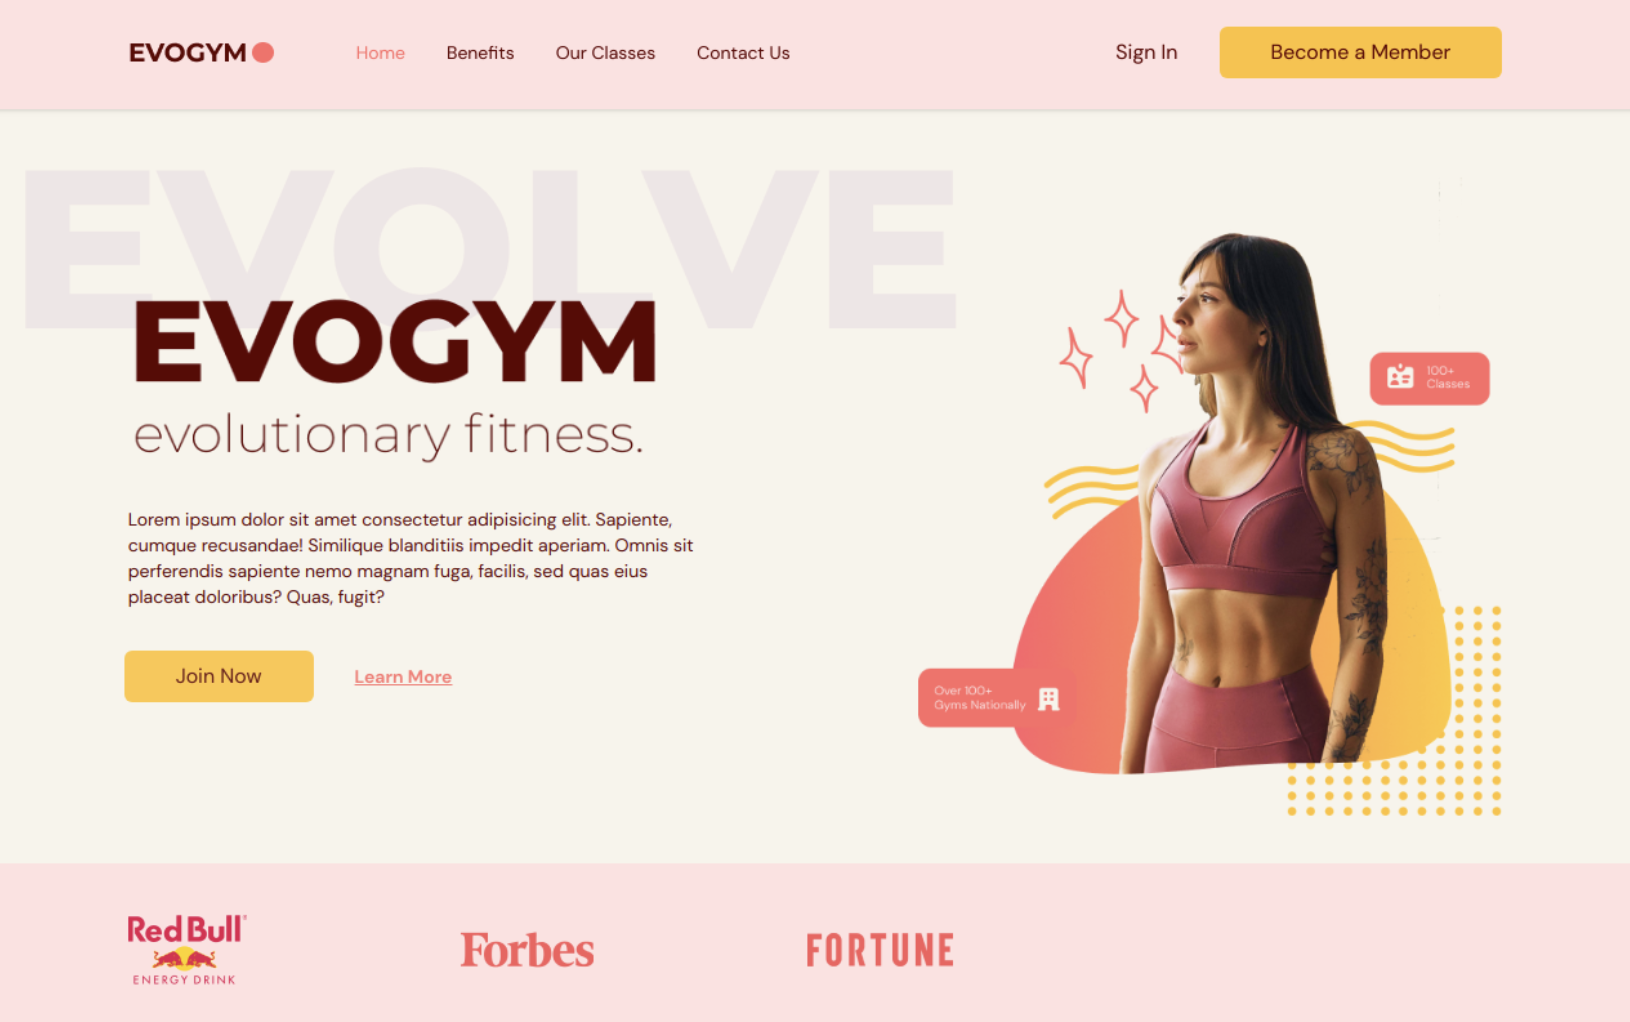 EVOGYM
Home
Benefits
Our Classes
Contact Us
Sign In
Become a Member
EVOLVE
EVOGYM
evolutionary fitness.
Lorem ipsum dolor sit amet consectetur adipisicing elit. Sapiente,
cumque recusandae! Similique blanditiis impedit aperiam. Omnis sit
perferendis sapiente nemo magnam fuga, facilis, sed quas eius
placeat doloribus? Quas, fugit?
Join Now
Learn More
100+
Classes
Over 100+
Gyms Nationally
Red Bull
ENERGY DRINK
Forbes
FORTUNE